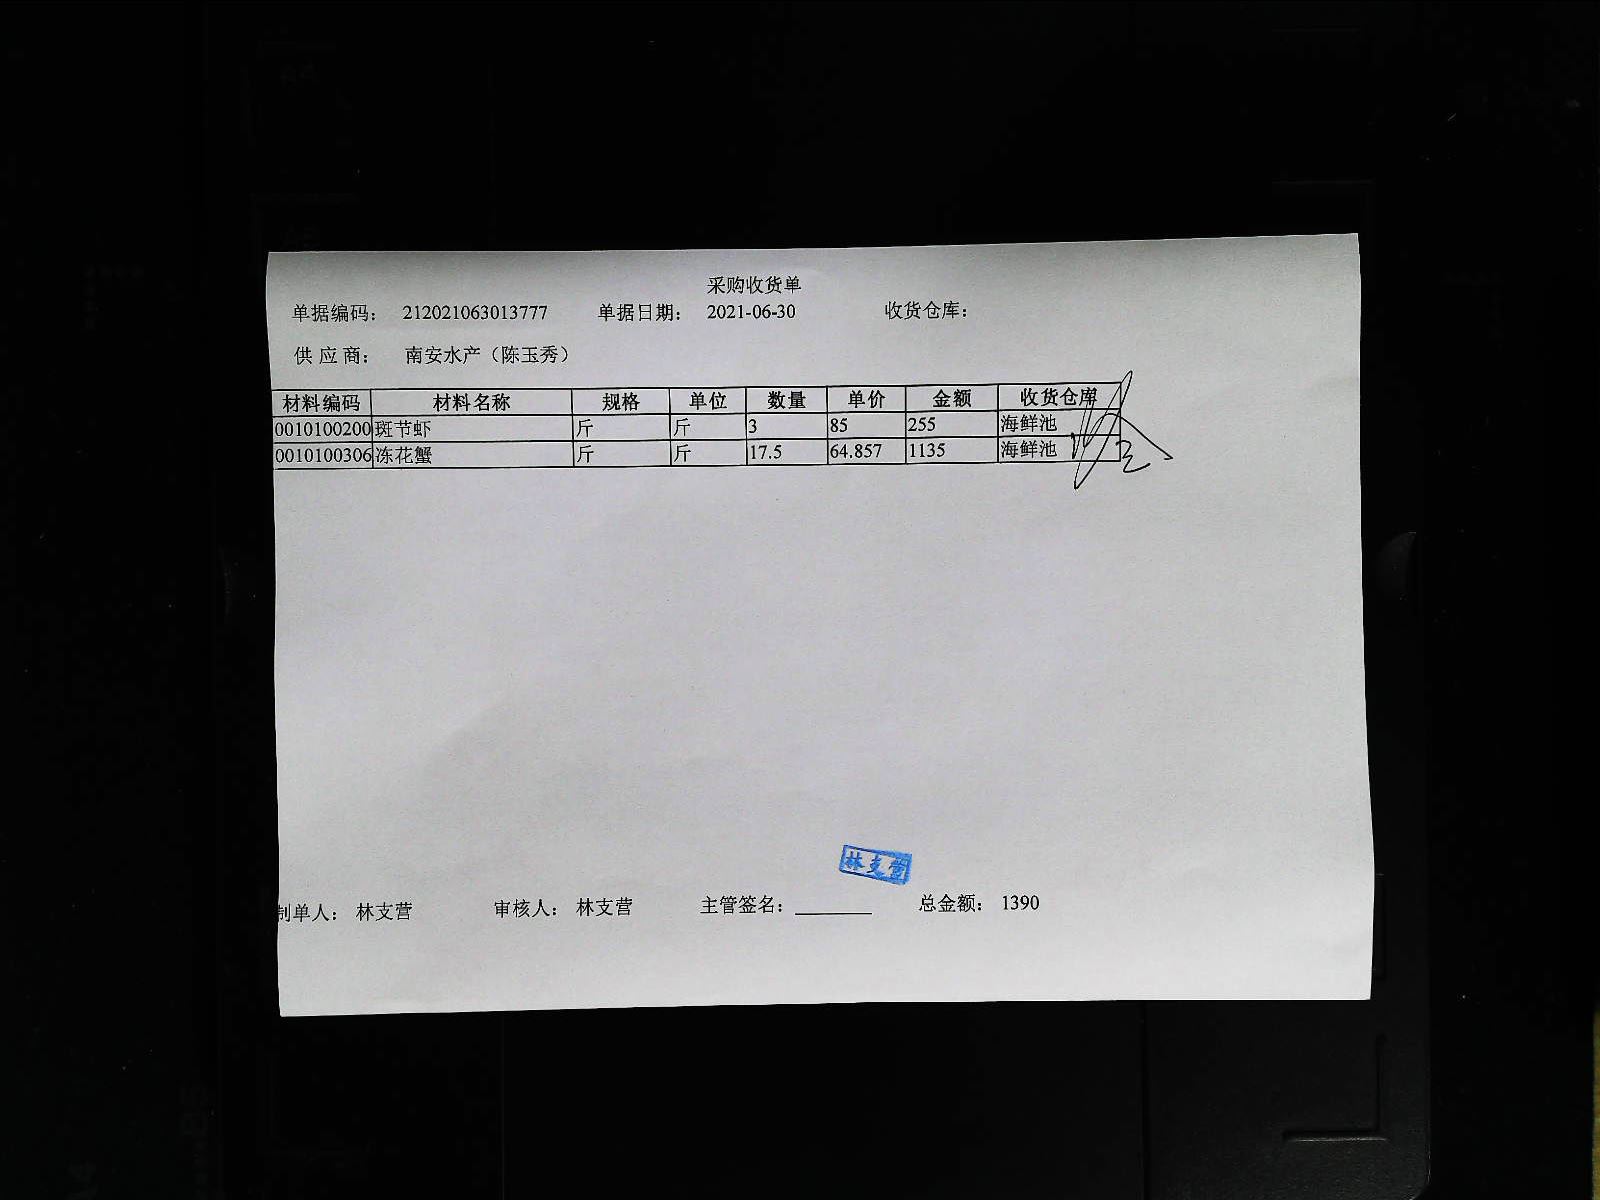 采购收货单
单据编码： 212021063013777 单据日期： 2021-06-30 收货仓库：
供 应 商： 南安水产（陈玉秀）
材料编码 材料名称 规格 单位 数量 单价 金额 收货仓库
0010100200 斑节虾 斤 斤 3 85 255 海鲜池
0010100306 冻花蟹 斤 斤 17.5 64.857 1135 海鲜池
林支营
制单人： 林支营 审核人： 林支营 主管签名：________ 总金额： 1390